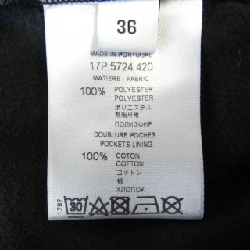 36
MADE IN PORTUGAL
17P 5724 420
MATIERE - FABRIC
100% POLYESTER
POLYESTER
ポリエステル
聚酯纤维
ПОЛИЭФИР
DOUBLURE POCHES
POCKETS LINING
100% COTON
COTTON
コットン
棉
ХЛОПОК
30